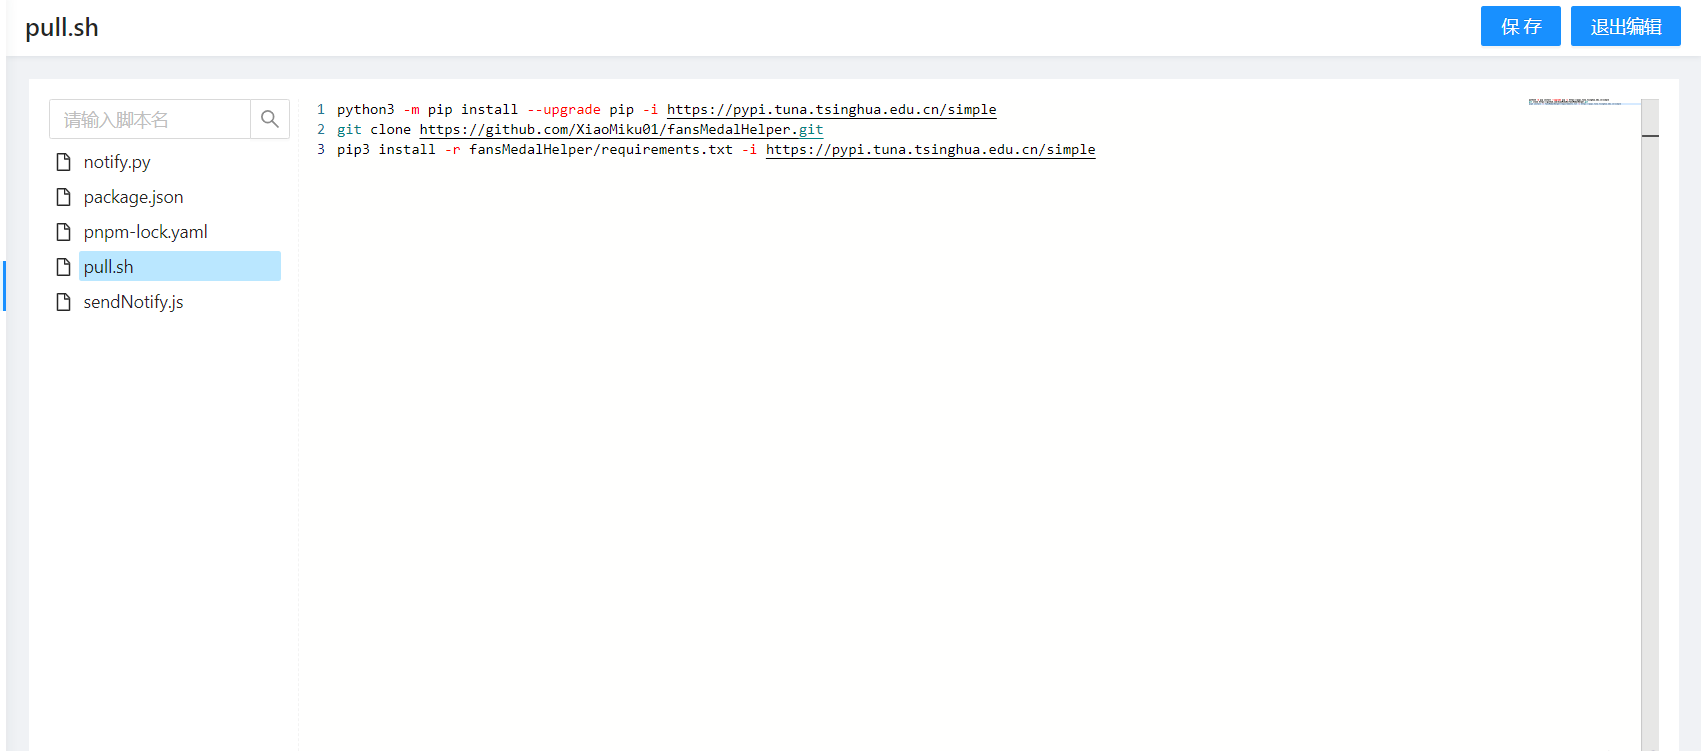 pull.sh
保 存
退出编辑
请输入脚本名
notify.py
package.json
pnpm-lock.yaml
pull.sh
sendNotify.js
1 python3 -m pip install --upgrade pip -i https://pypi.tuna.tsinghua.edu.cn/simple
2 git clone https://github.com/XiaoMiku01/fansMedalHelper.git
3 pip3 install -r fansMedalHelper/requirements.txt -i https://pypi.tuna.tsinghua.edu.cn/simple